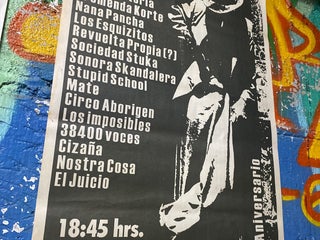 Nana Pancha
Los Esquizitos
Revuelta Propia(?)
Sociedad Stuka
Sonora Skandalera
Stupid School
Mate
Circo Aborigen
Los imposibles
38400 voces
Cizaña
Nostra Cosa
El Juicio
18:45 hrs.
Aniversario